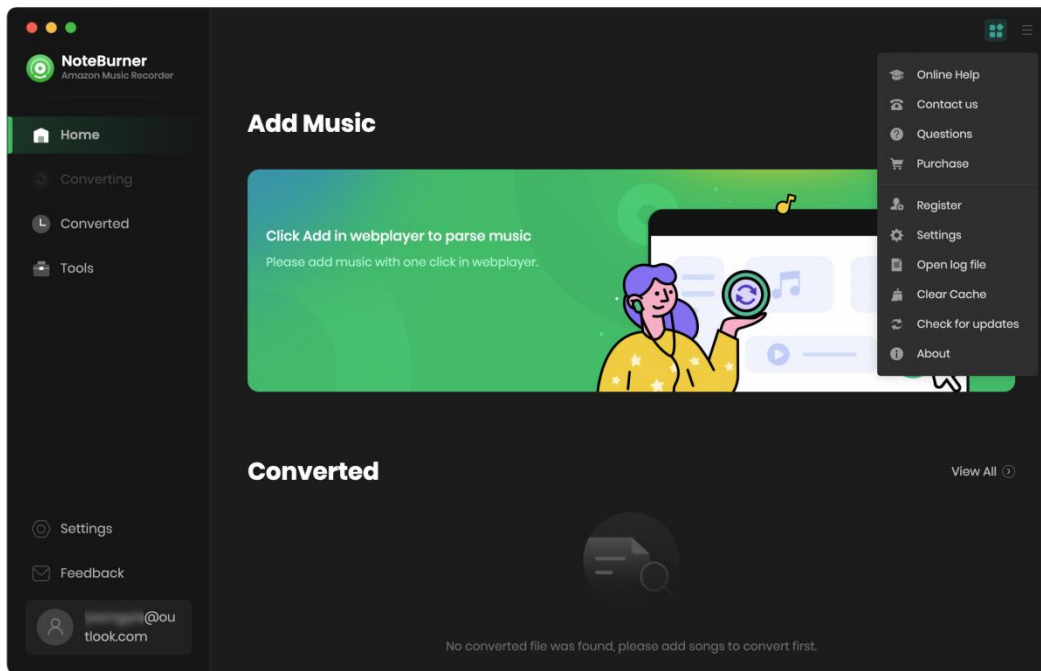 NoteBurner
Amazon Music Recorder
Home
Converting
Converted
Tools
Settings
Feedback
@ou
tlook.com
Add Music
Click Add in webplayer to parse music
Please add music with one click in webplayer.
Converted
View All
No converted file was found, please add songs to convert first.
Online Help
Contact us
Questions
Purchase
Register
Settings
Open log file
Clear Cache
Check for updates
About